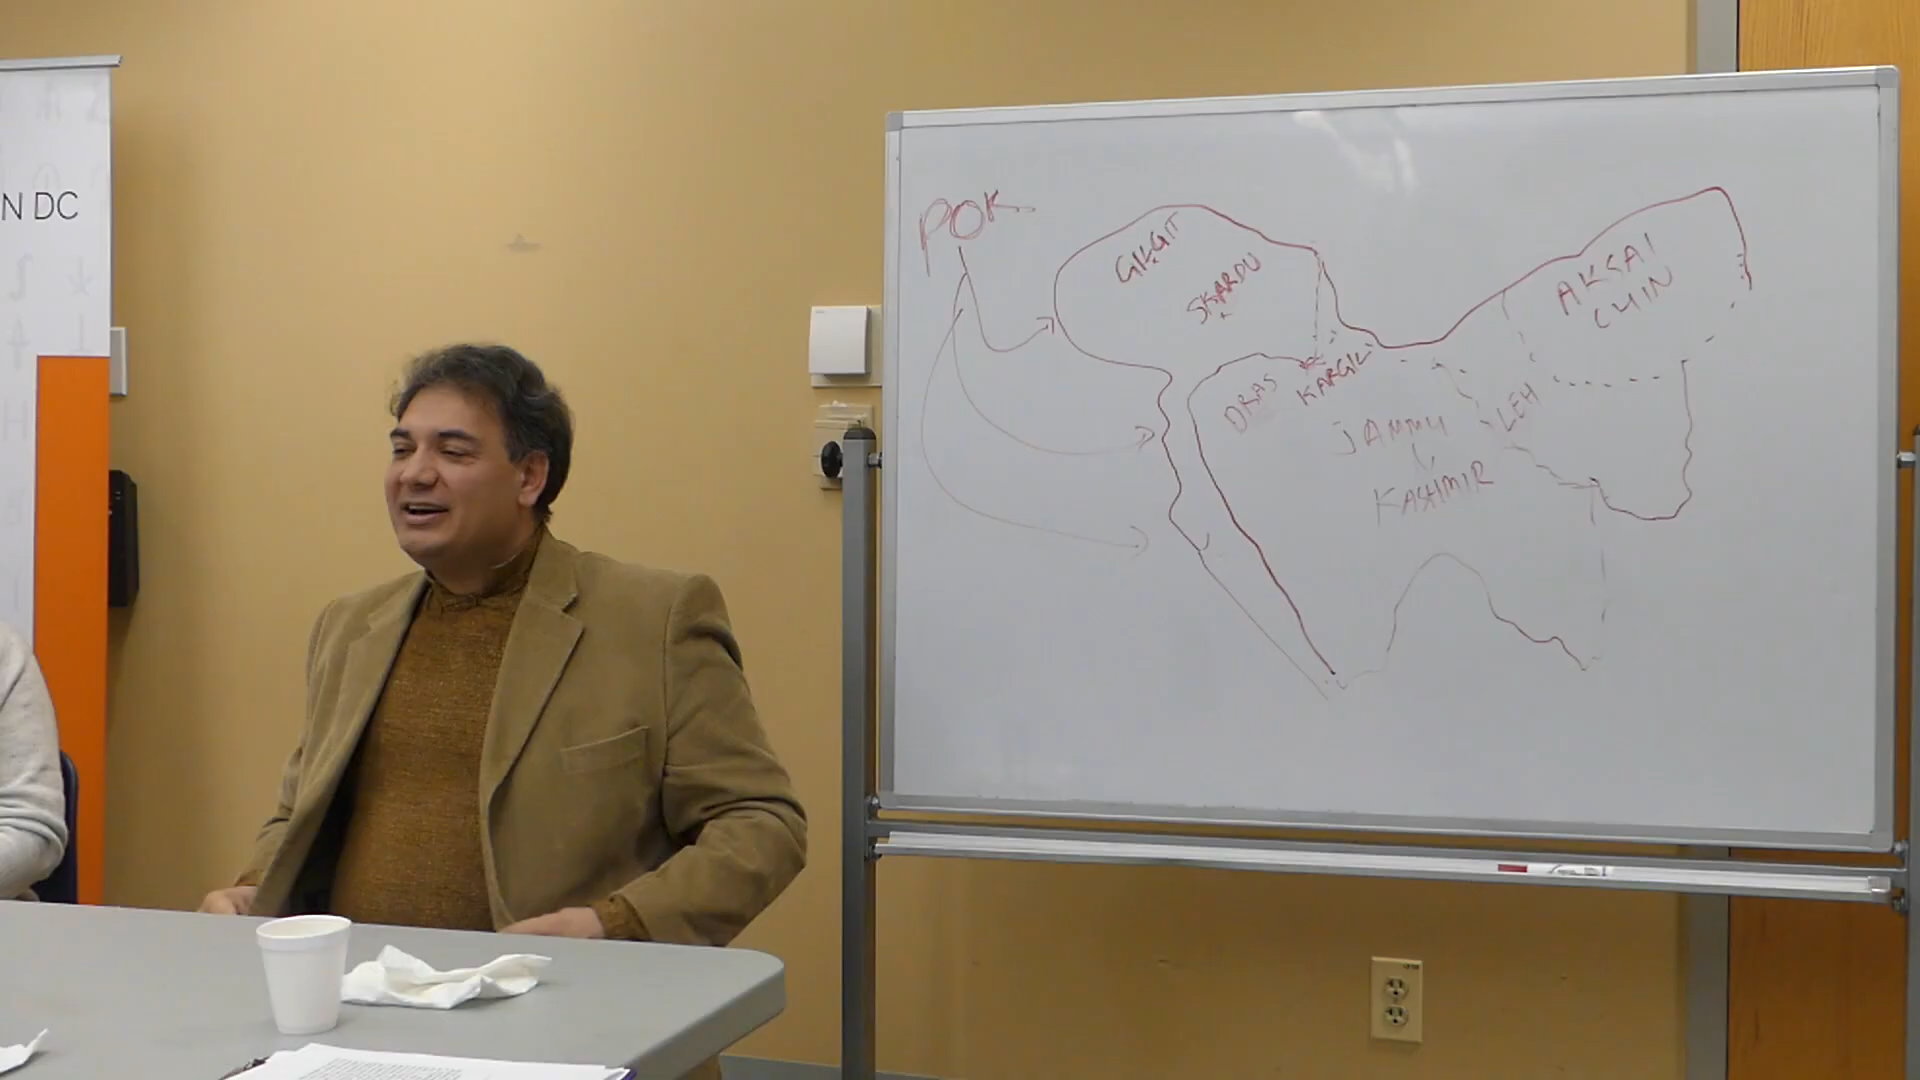 N DC
POK
GILGIT
SKARDU
AKSAI
CHIN
DRAS
KARGIL
LEH
JAMMU
&
KASHMIR